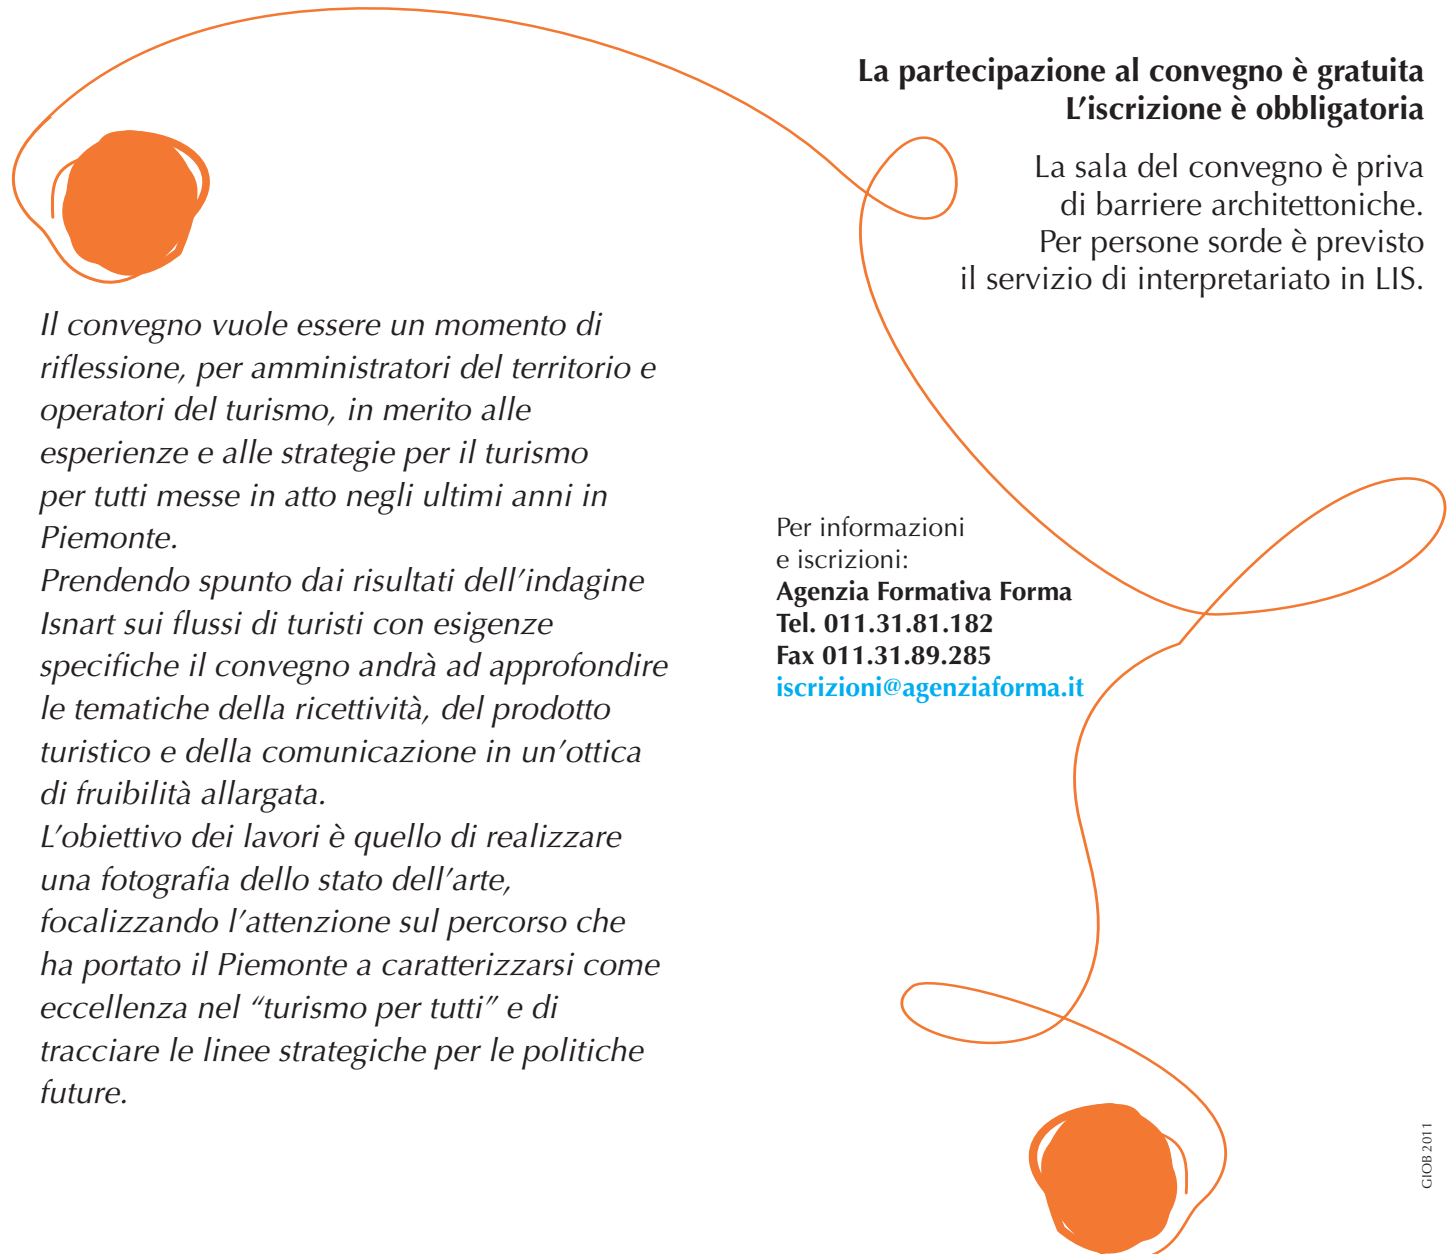 Il convegno vuole essere un momento di
riflessione, per amministratori del territorio e
operatori del turismo, in merito alle
esperienze e alle strategie per il turismo
per tutti messe in atto negli ultimi anni in
Piemonte.
Prendendo spunto dai risultati dell’indagine
Isnart sui flussi di turisti con esigenze
specifiche il convegno andrà ad approfondire
le tematiche della ricettività, del prodotto
turistico e della comunicazione in un’ottica
di fruibilità allargata.
L’obiettivo dei lavori è quello di realizzare
una fotografia dello stato dell’arte,
focalizzando l’attenzione sul percorso che
ha portato il Piemonte a caratterizzarsi come
eccellenza nel “turismo per tutti” e di
tracciare le linee strategiche per le politiche
future.
La partecipazione al convegno è gratuita
L’iscrizione è obbligatoria
La sala del convegno è priva
di barriere architettoniche.
Per persone sorde è previsto
il servizio di interpretariato in LIS.
Per informazioni
e iscrizioni:
Agenzia Formativa Forma
Tel. 011.31.81.182
Fax 011.31.89.285
iscrizioni@agenziaforma.it
GIOB 2011